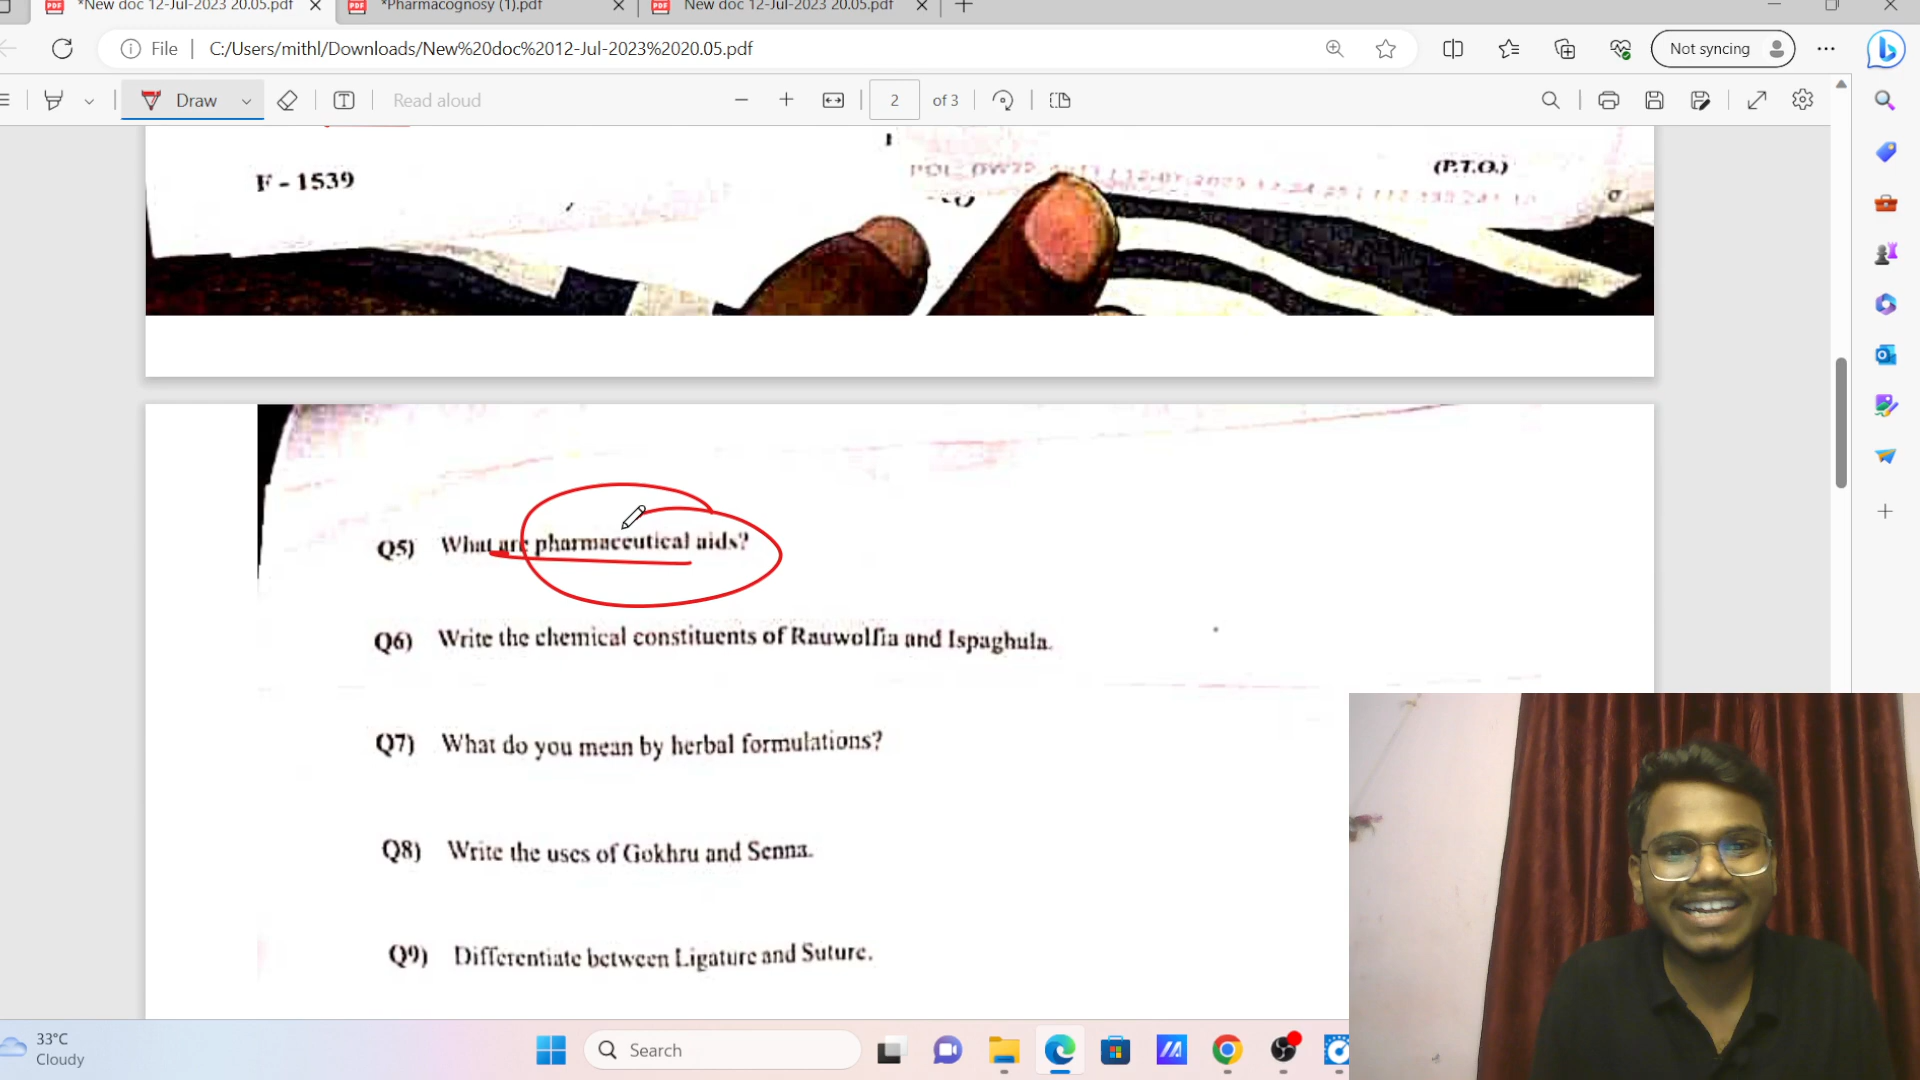 *New doc 12-Jul-2023 20.05.pdf
*Pharmacognosy (1).pdf
New doc 12-Jul-2023 20.05.pdf
File
C:/Users/mithl/Downloads/New%20doc%2012-Jul-2023%2020.05.pdf
Not syncing
Draw
Read aloud
2
of 3
F - 1539
(P.T.O.)
Q5) What are pharmaceutical aids?
Q6) Write the chemical constituents of Rauwolfia and Ispaghula.
Q7) What do you mean by herbal formulations?
Q8) Write the uses of Gokhru and Senna.
Q9) Differentiate between Ligature and Suture.
33°C
Cloudy
Search